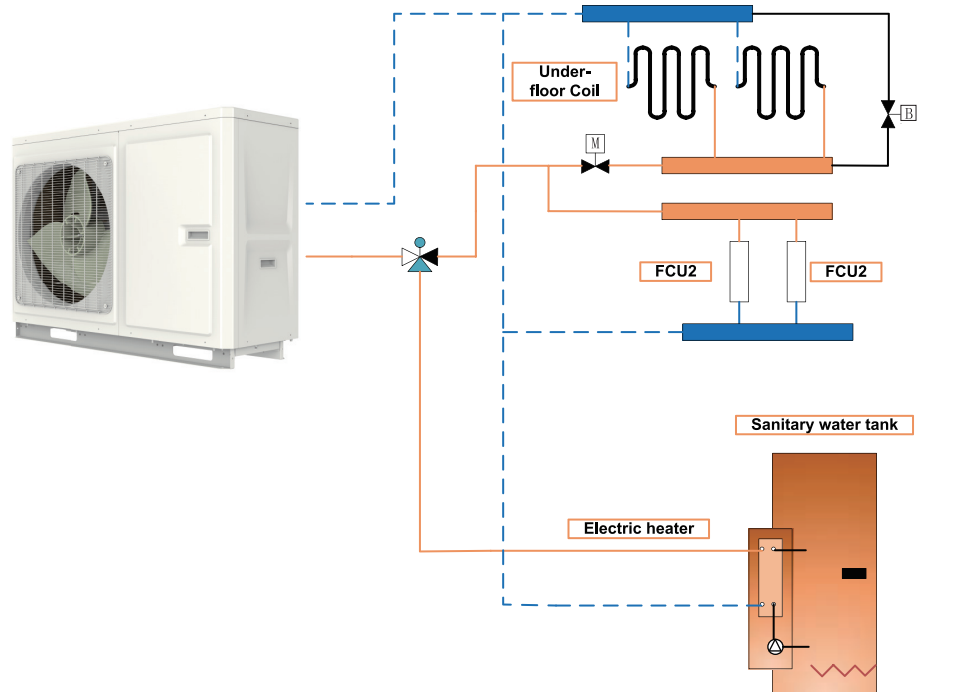 Under-
floor Coil
B
M
FCU2
FCU2
Sanitary water tank
Electric heater